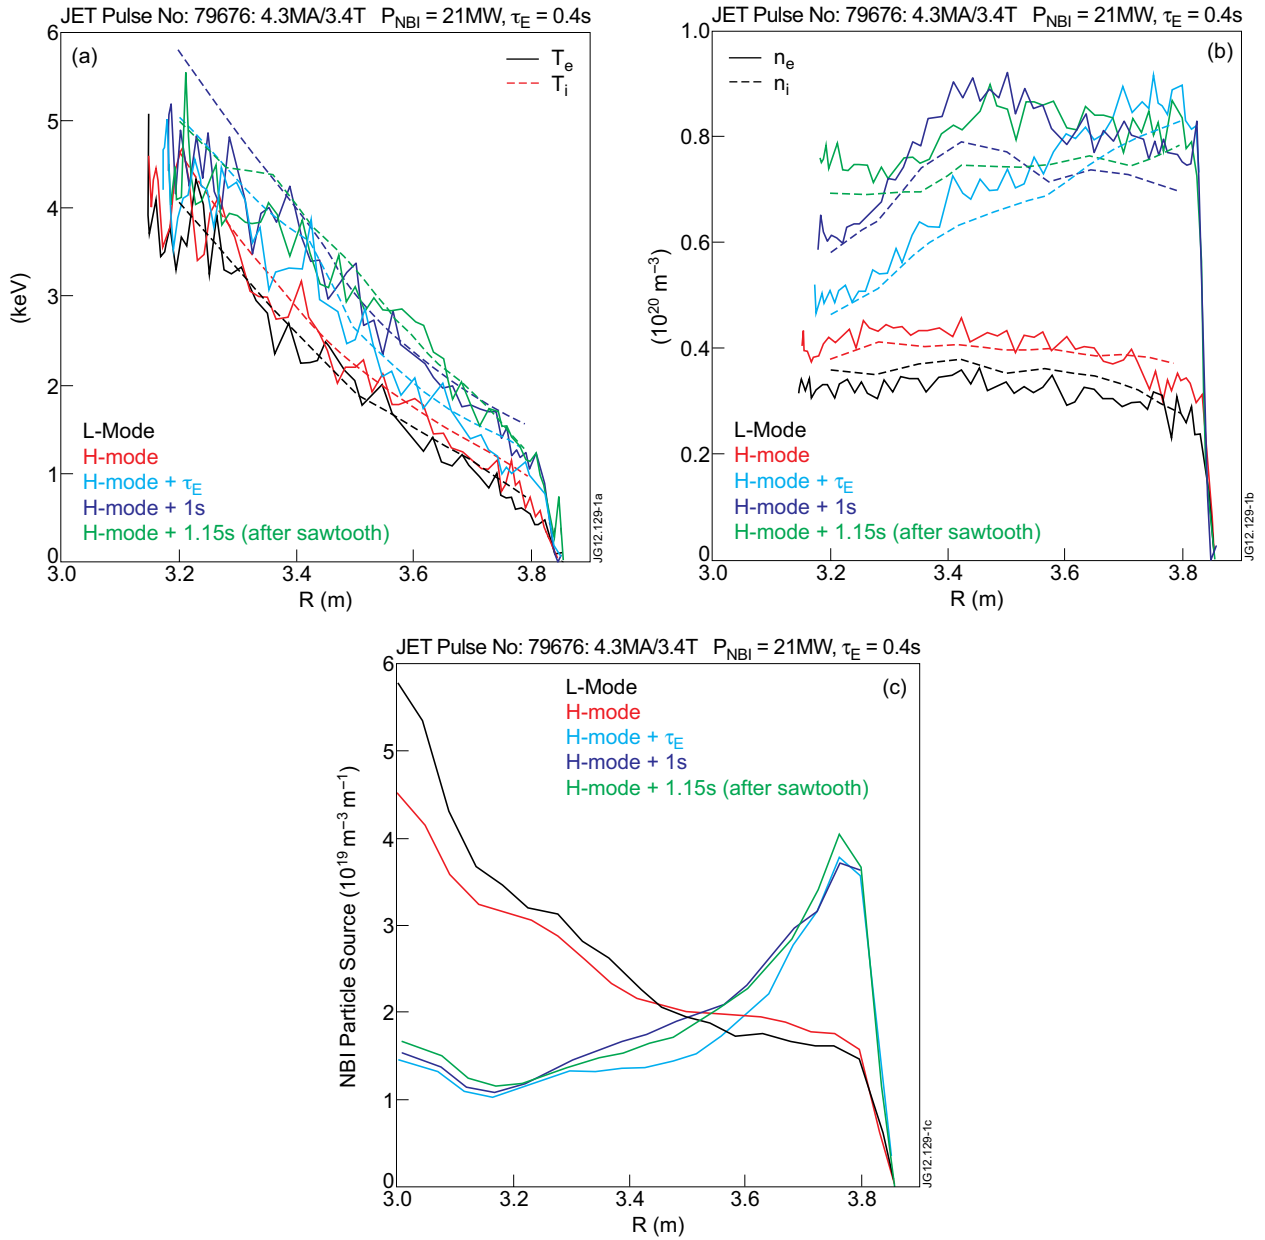 JET Pulse No: 79676: 4.3MA/3.4T P_NBI = 21MW, τ_E = 0.4s
(a)
T_e
T_i
6
5
4
3
2
1
0
(keV)
L-Mode
H-mode
H-mode + τ_E
H-mode + 1s
H-mode + 1.15s (after sawtooth)
3.0 3.2 3.4 3.6 3.8
R (m)
JG12.129-1a
JET Pulse No: 79676: 4.3MA/3.4T P_NBI = 21MW, τ_E = 0.4s
(b)
n_e
n_i
1.0
0.8
0.6
0.4
0.2
0
(10²⁰ m⁻³)
L-Mode
H-mode
H-mode + τ_E
H-mode + 1s
H-mode + 1.15s (after sawtooth)
3.0 3.2 3.4 3.6 3.8
R (m)
JG12.129-1b
JET Pulse No: 79676: 4.3MA/3.4T P_NBI = 21MW, τ_E = 0.4s
(c)
L-Mode
H-mode
H-mode + τ_E
H-mode + 1s
H-mode + 1.15s (after sawtooth)
6
5
4
3
2
1
0
NBI Particle Source (10¹⁹ m⁻³ m⁻¹)
3.0 3.2 3.4 3.6 3.8
R (m)
JG12.129-1c